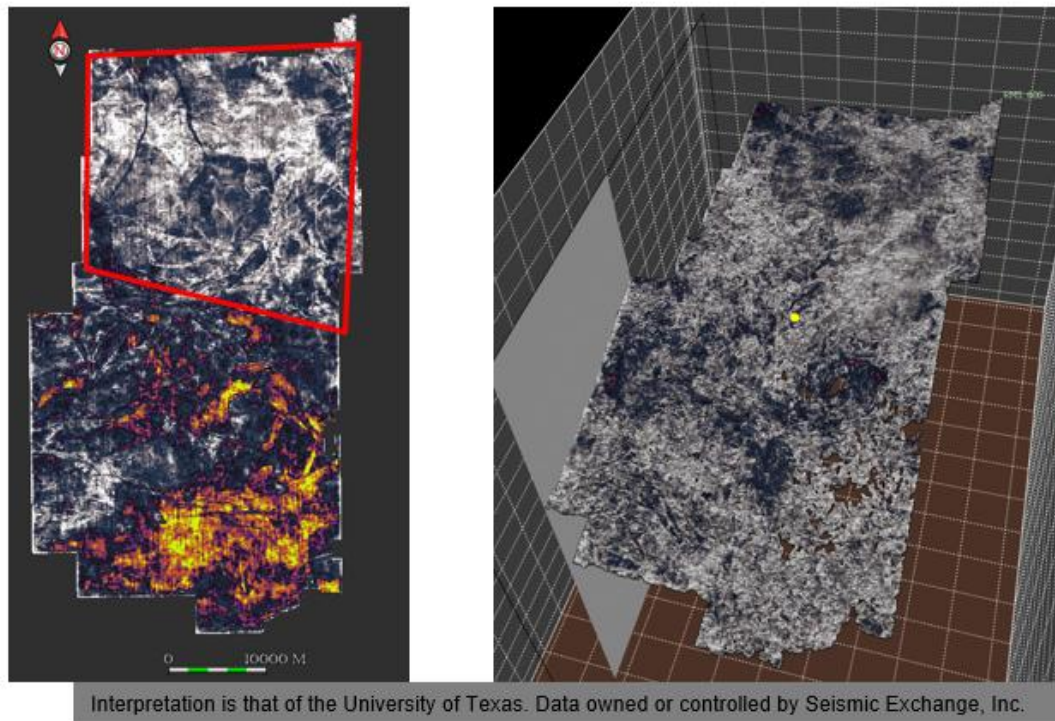 N
0 10000 M
Interpretation is that of the University of Texas. Data owned or controlled by Seismic Exchange, Inc.